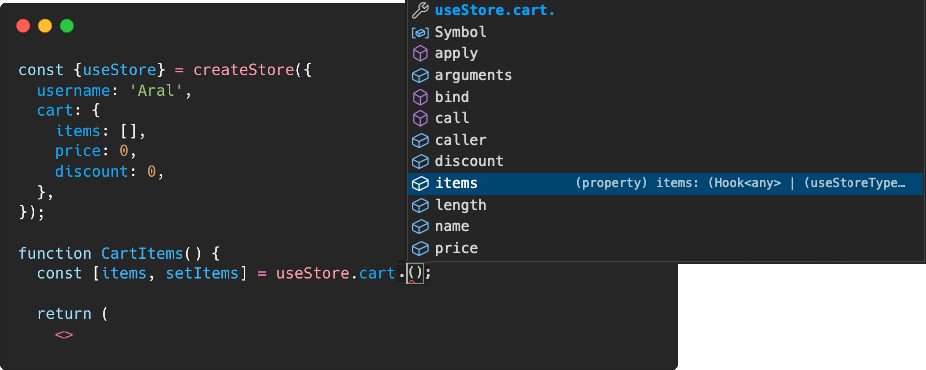 const {useStore} = createStore({
  username: 'Aral',
  cart: {
    items: [],
    price: 0,
    discount: 0,
  },
});
function CartItems() {
  const [items, setItems] = useStore.cart.();
  return (
    <>
useStore.cart.
Symbol
apply
arguments
bind
call
caller
discount
items (property) items: (Hook<any> | (useStoreType…
length
name
price